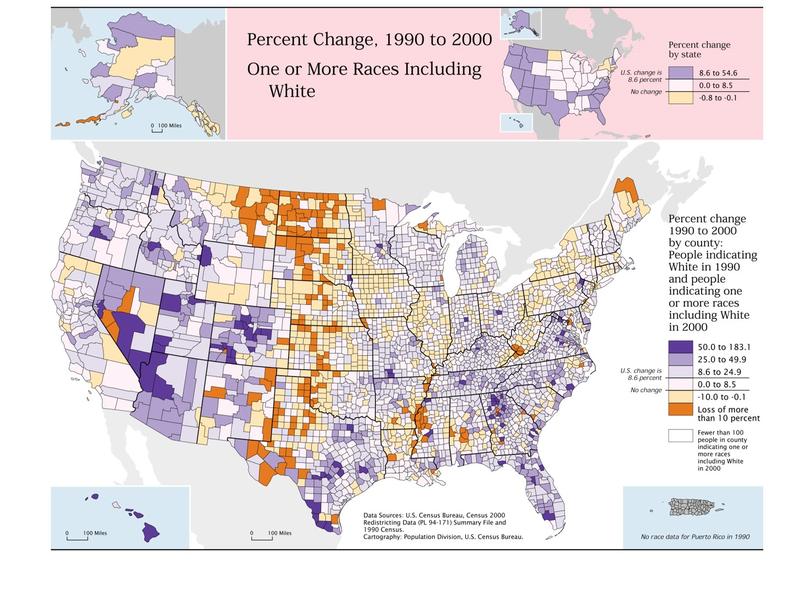 Percent Change, 1990 to 2000
One or More Races Including
White
0 100 Miles
Percent change
by state
U.S. change is
8.6 percent
No change
8.6 to 54.6
0.0 to 8.5
-0.8 to -0.1
Percent change
1990 to 2000
by county:
People indicating
White in 1990
and people
indicating one
or more races
including White
in 2000
U.S. change is
8.6 percent
No change
50.0 to 183.1
25.0 to 49.9
8.6 to 24.9
0.0 to 8.5
-10.0 to -0.1
Loss of more
than 10 percent
Fewer than 100
people in county
indicating one or
more races
including White
in 2000
0 100 Miles
0 100 Miles
Data Sources: U.S. Census Bureau, Census 2000
Redistricting Data (PL 94-171) Summary File and
1990 Census.
Cartography: Population Division, U.S. Census Bureau.
No race data for Puerto Rico in 1990